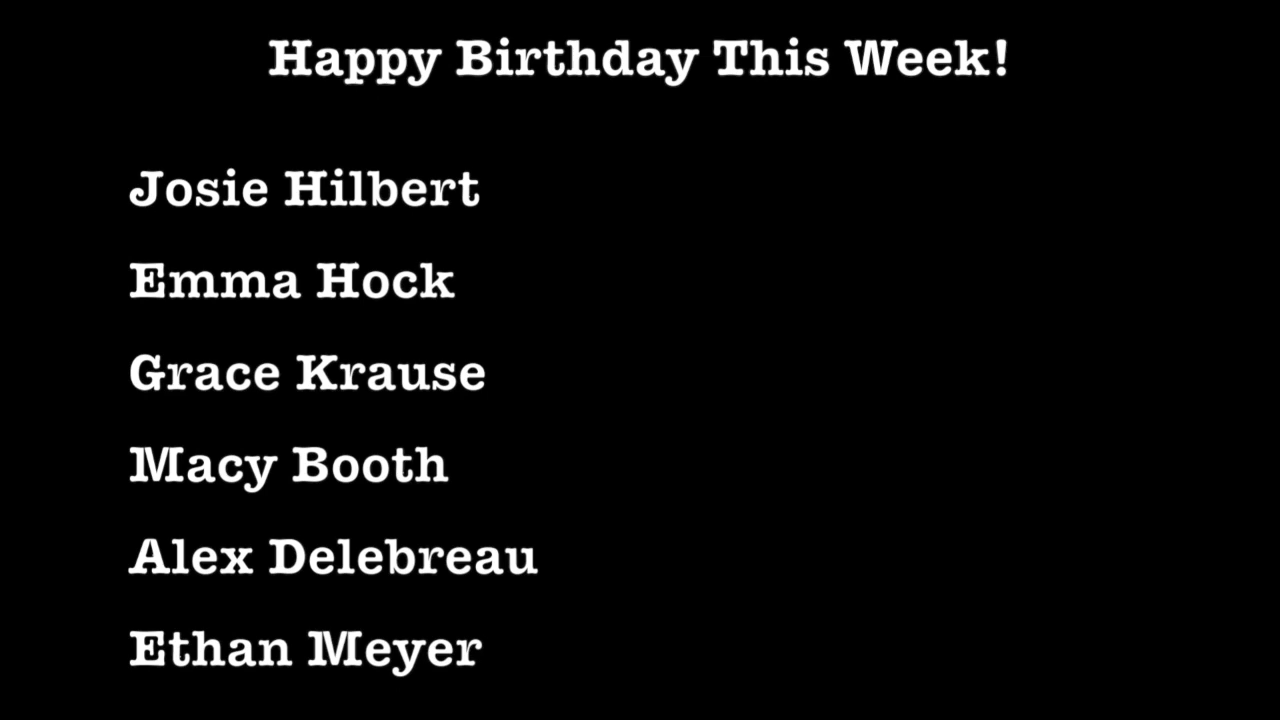 Happy Birthday This Week!
Josie Hilbert
Emma Hock
Grace Krause
Macy Booth
Alex Delebreau
Ethan Meyer